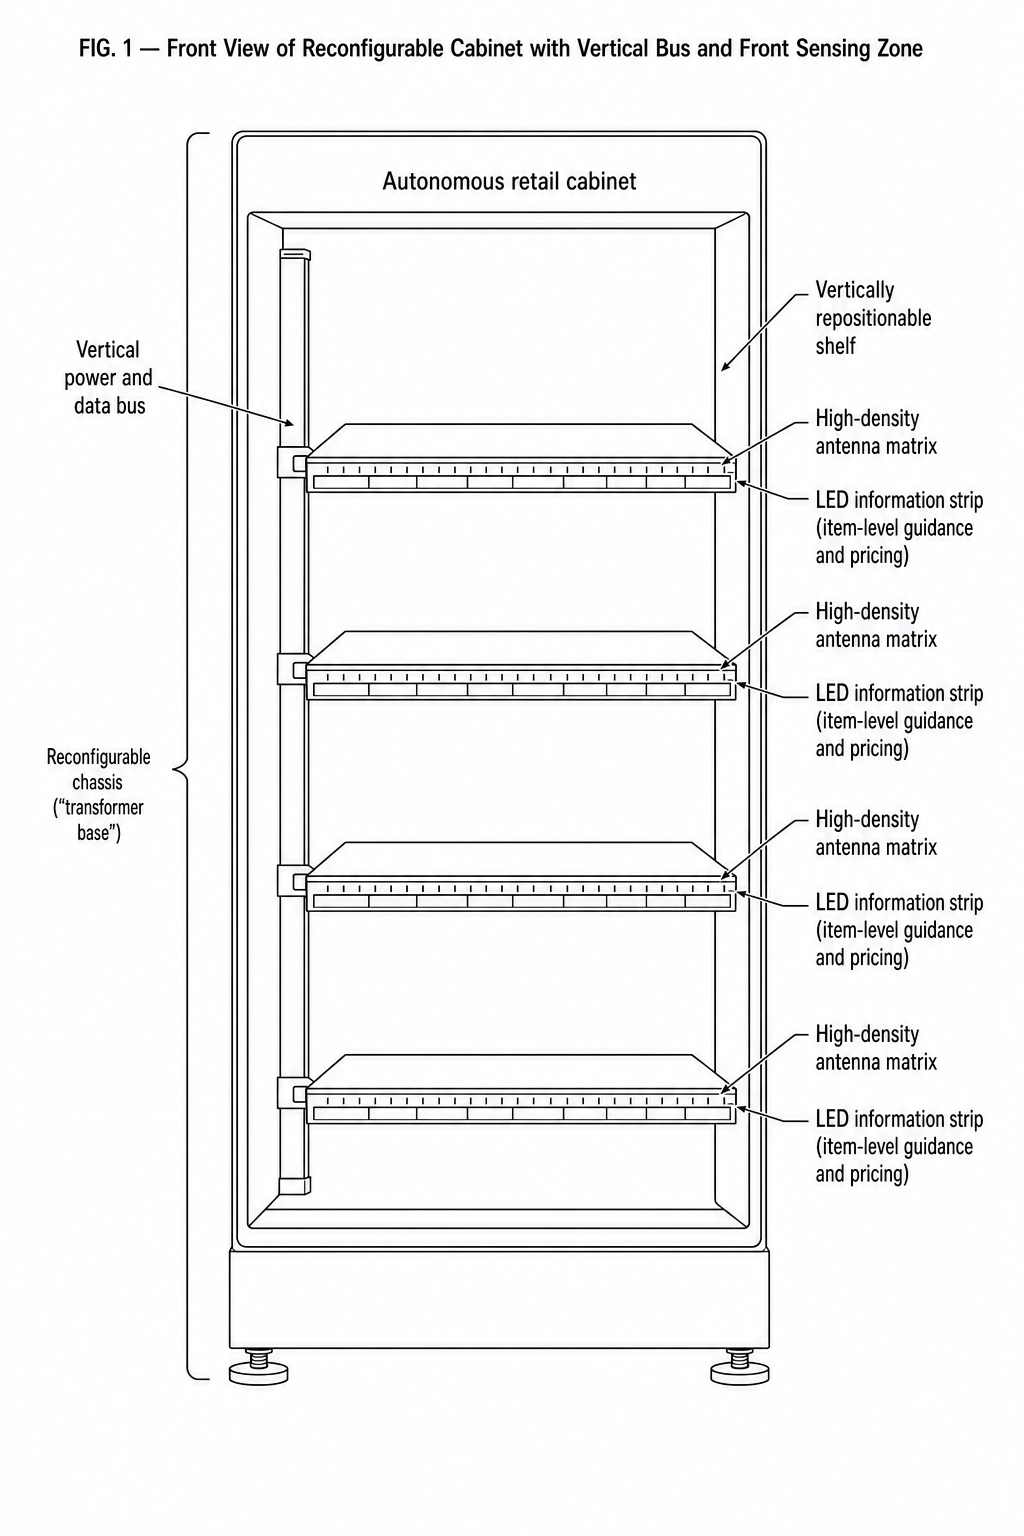 FIG. 1 — Front View of Reconfigurable Cabinet with Vertical Bus and Front Sensing Zone
Autonomous retail cabinet
Vertically
repositionable
shelf
Vertical
power and
data bus
High-density
antenna matrix
LED information strip
(item-level guidance
and pricing)
High-density
antenna matrix
LED information strip
(item-level guidance
and pricing)
Reconfigurable
chassis
(“transformer
base”)
High-density
antenna matrix
LED information strip
(item-level guidance
and pricing)
High-density
antenna matrix
LED information strip
(item-level guidance
and pricing)